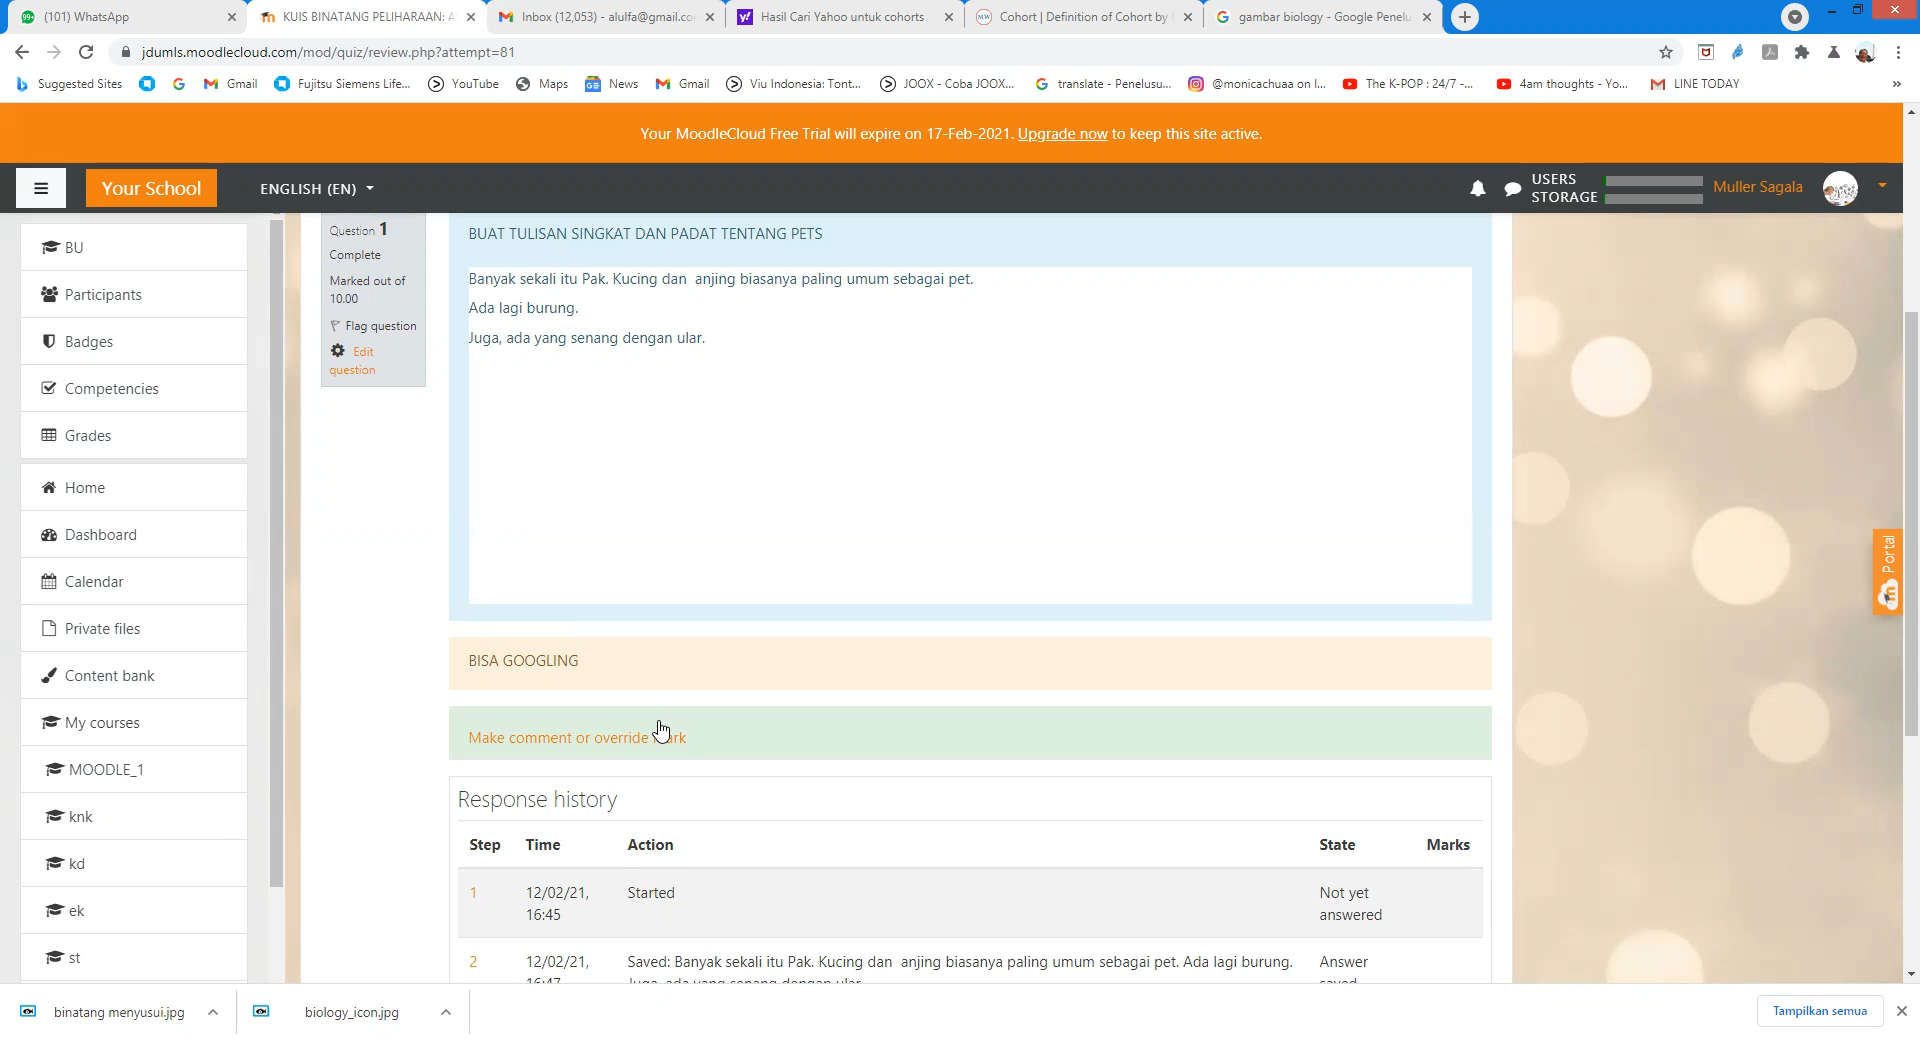 (101) WhatsApp
KUIS BINATANG PELIHARAAN: A
Inbox (12,053) - alulfa@gmail.co
Hasil Cari Yahoo untuk cohorts
Cohort | Definition of Cohort by
gambar biology - Google Penelu
jdumls.moodlecloud.com/mod/quiz/review.php?attempt=81
Suggested Sites
Gmail
Fujitsu Siemens Life...
YouTube
Maps
News
Gmail
Viu Indonesia: Tont...
JOOX - Coba JOOX...
translate - Penelusu...
@monicachuaa on I...
The K-POP : 24/7 -...
4am thoughts - Yo...
LINE TODAY
»
Your MoodleCloud Free Trial will expire on 17-Feb-2021. Upgrade now to keep this site active.
Your School
ENGLISH (EN)
USERS
STORAGE
Muller Sagala
BU
Participants
Badges
Competencies
Grades
Home
Dashboard
Calendar
Private files
Content bank
My courses
MOODLE_1
knk
kd
ek
st
Question 1
Complete
Marked out of
10.00
Flag question
Edit
question
BUAT TULISAN SINGKAT DAN PADAT TENTANG PETS
Banyak sekali itu Pak. Kucing dan anjing biasanya paling umum sebagai pet.
Ada lagi burung.
Juga, ada yang senang dengan ular.
BISA GOOGLING
Make comment or override
Response history
Step Time Action State Marks
1 12/02/21, Started Not yet
16:45 answered
2 12/02/21, Saved: Banyak sekali itu Pak. Kucing dan anjing biasanya paling umum sebagai pet. Ada lagi burung. Answer
Portal
binatang menyusui.jpg
biology_icon.jpg
Tampilkan semua